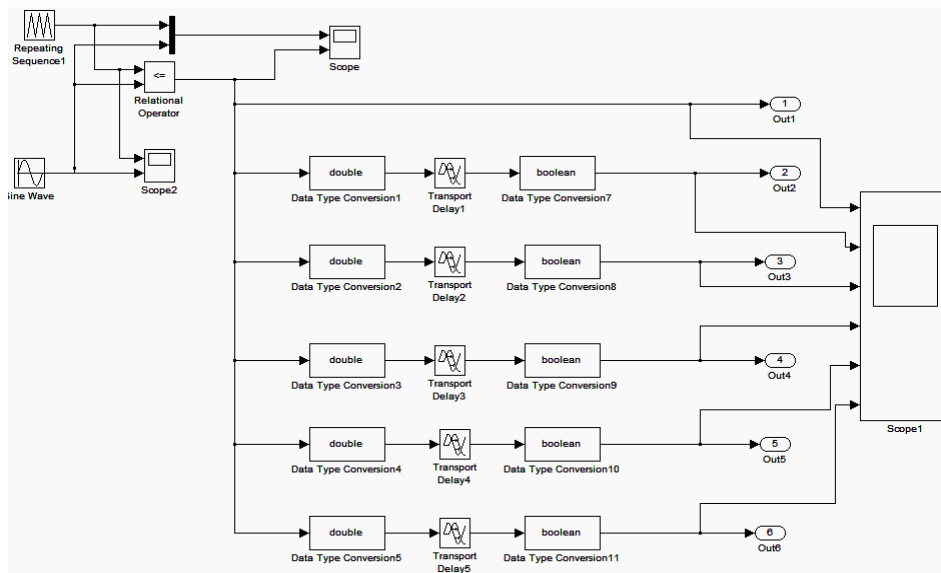 Repeating
Sequence1
Scope
<=
Relational
Operator
1
Out1
Scope2
Sine Wave
double
Data Type Conversion1
Transport
Delay1
boolean
Data Type Conversion7
2
Out2
double
Data Type Conversion2
Transport
Delay2
boolean
Data Type Conversion8
3
Out3
double
Data Type Conversion3
Transport
Delay3
boolean
Data Type Conversion9
4
Out4
Scope1
double
Data Type Conversion4
Transport
Delay4
boolean
Data Type Conversion10
5
Out5
double
Data Type Conversion5
Transport
Delay5
boolean
Data Type Conversion11
6
Out6